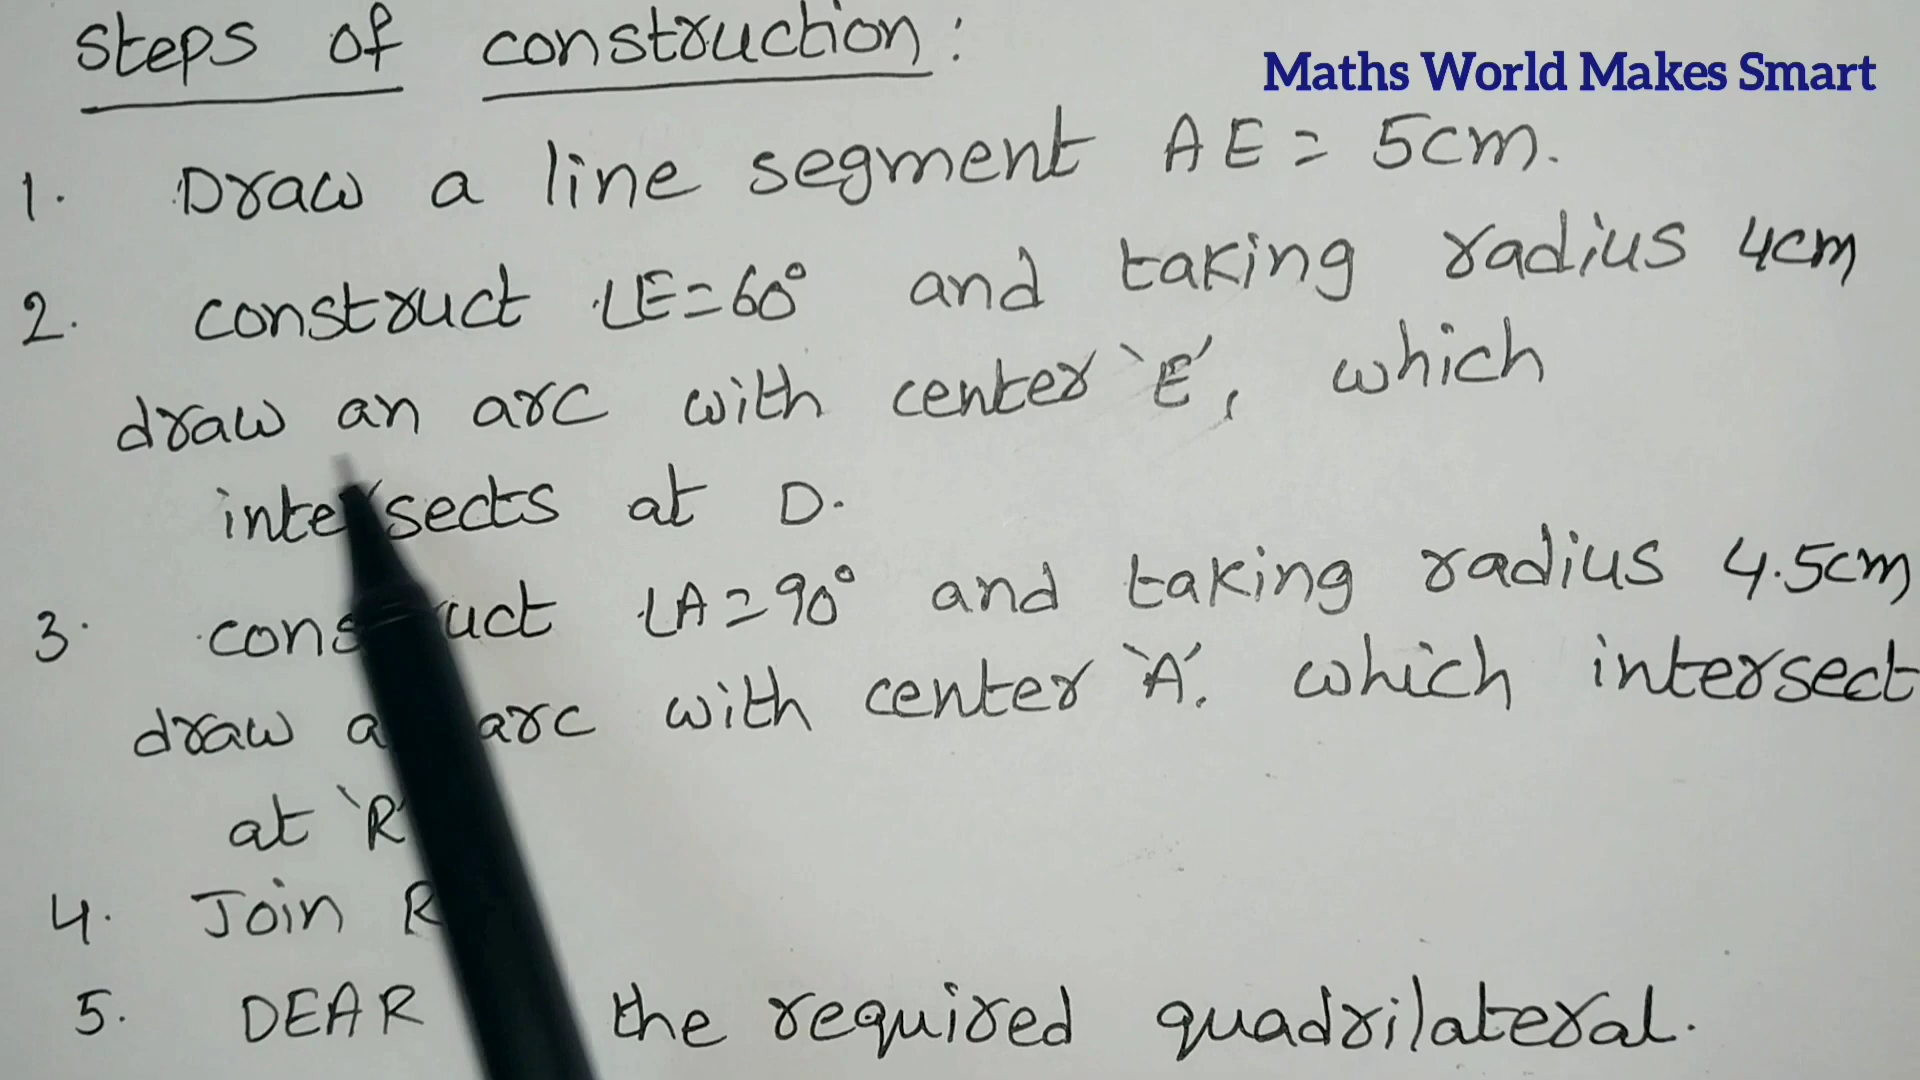 steps of construction:
Maths World Makes Smart
1. Draw a line segment AE = 5cm.
2. construct ∠E=60° and taking radius 4cm
draw an arc with center 'E', which
intersects at D.
3. construct ∠A=90° and taking radius 4.5cm
draw a arc with center 'A'. which intersect
at 'R'
4. Join R
5. DEAR the required quadrilateral.